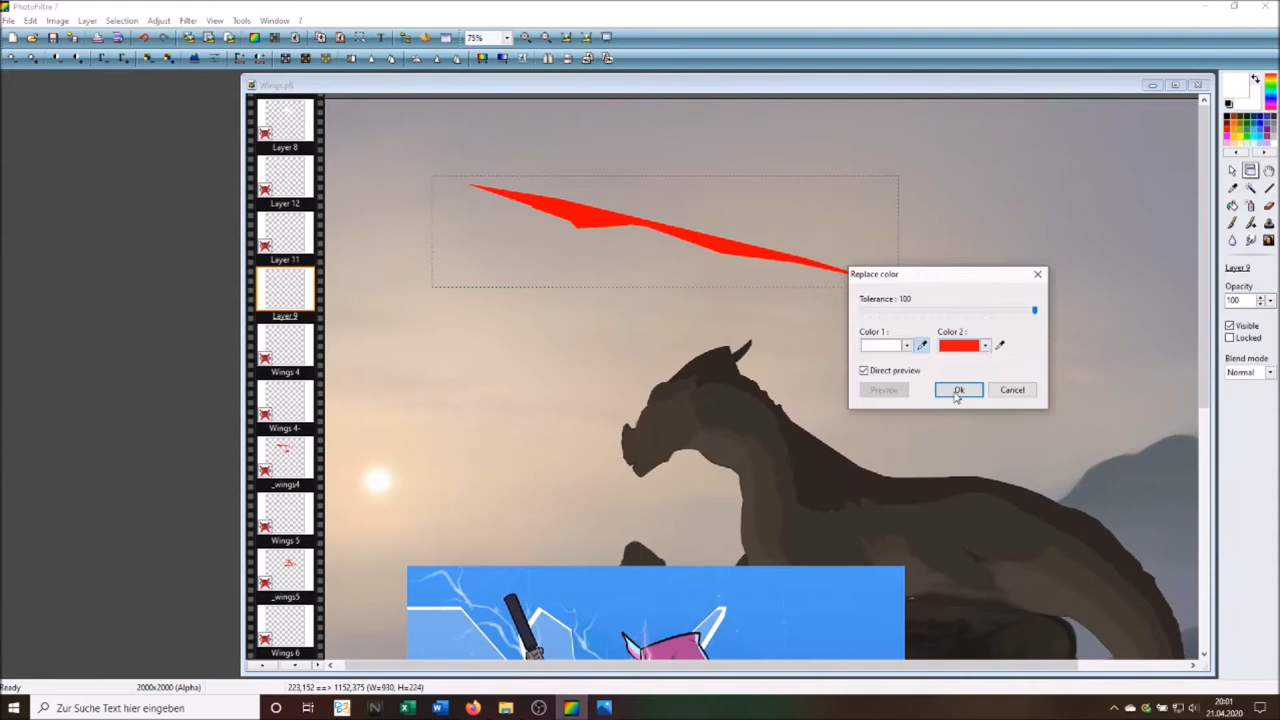 PhotoFiltre 7
File Edit Image Layer Selection Adjust Filter View Tools Window ?
75%
Wings.pfi
Layer 8
Layer 12
Layer 11
Layer 9
Wings 4
Wings 4-
_wings4
Wings 5
_wings5
Wings 6
Replace color
Tolerance : 100
Color 1 : Color 2 :
Direct preview
Preview Ok Cancel
Layer 9
Opacity
100
Visible
Locked
Blend mode
Normal
Ready 2000x2000 (Alpha) 223,152 ==> 1152,375 (W=930, H=224)
Zur Suche Text hier eingeben
20:01
21.04.2020